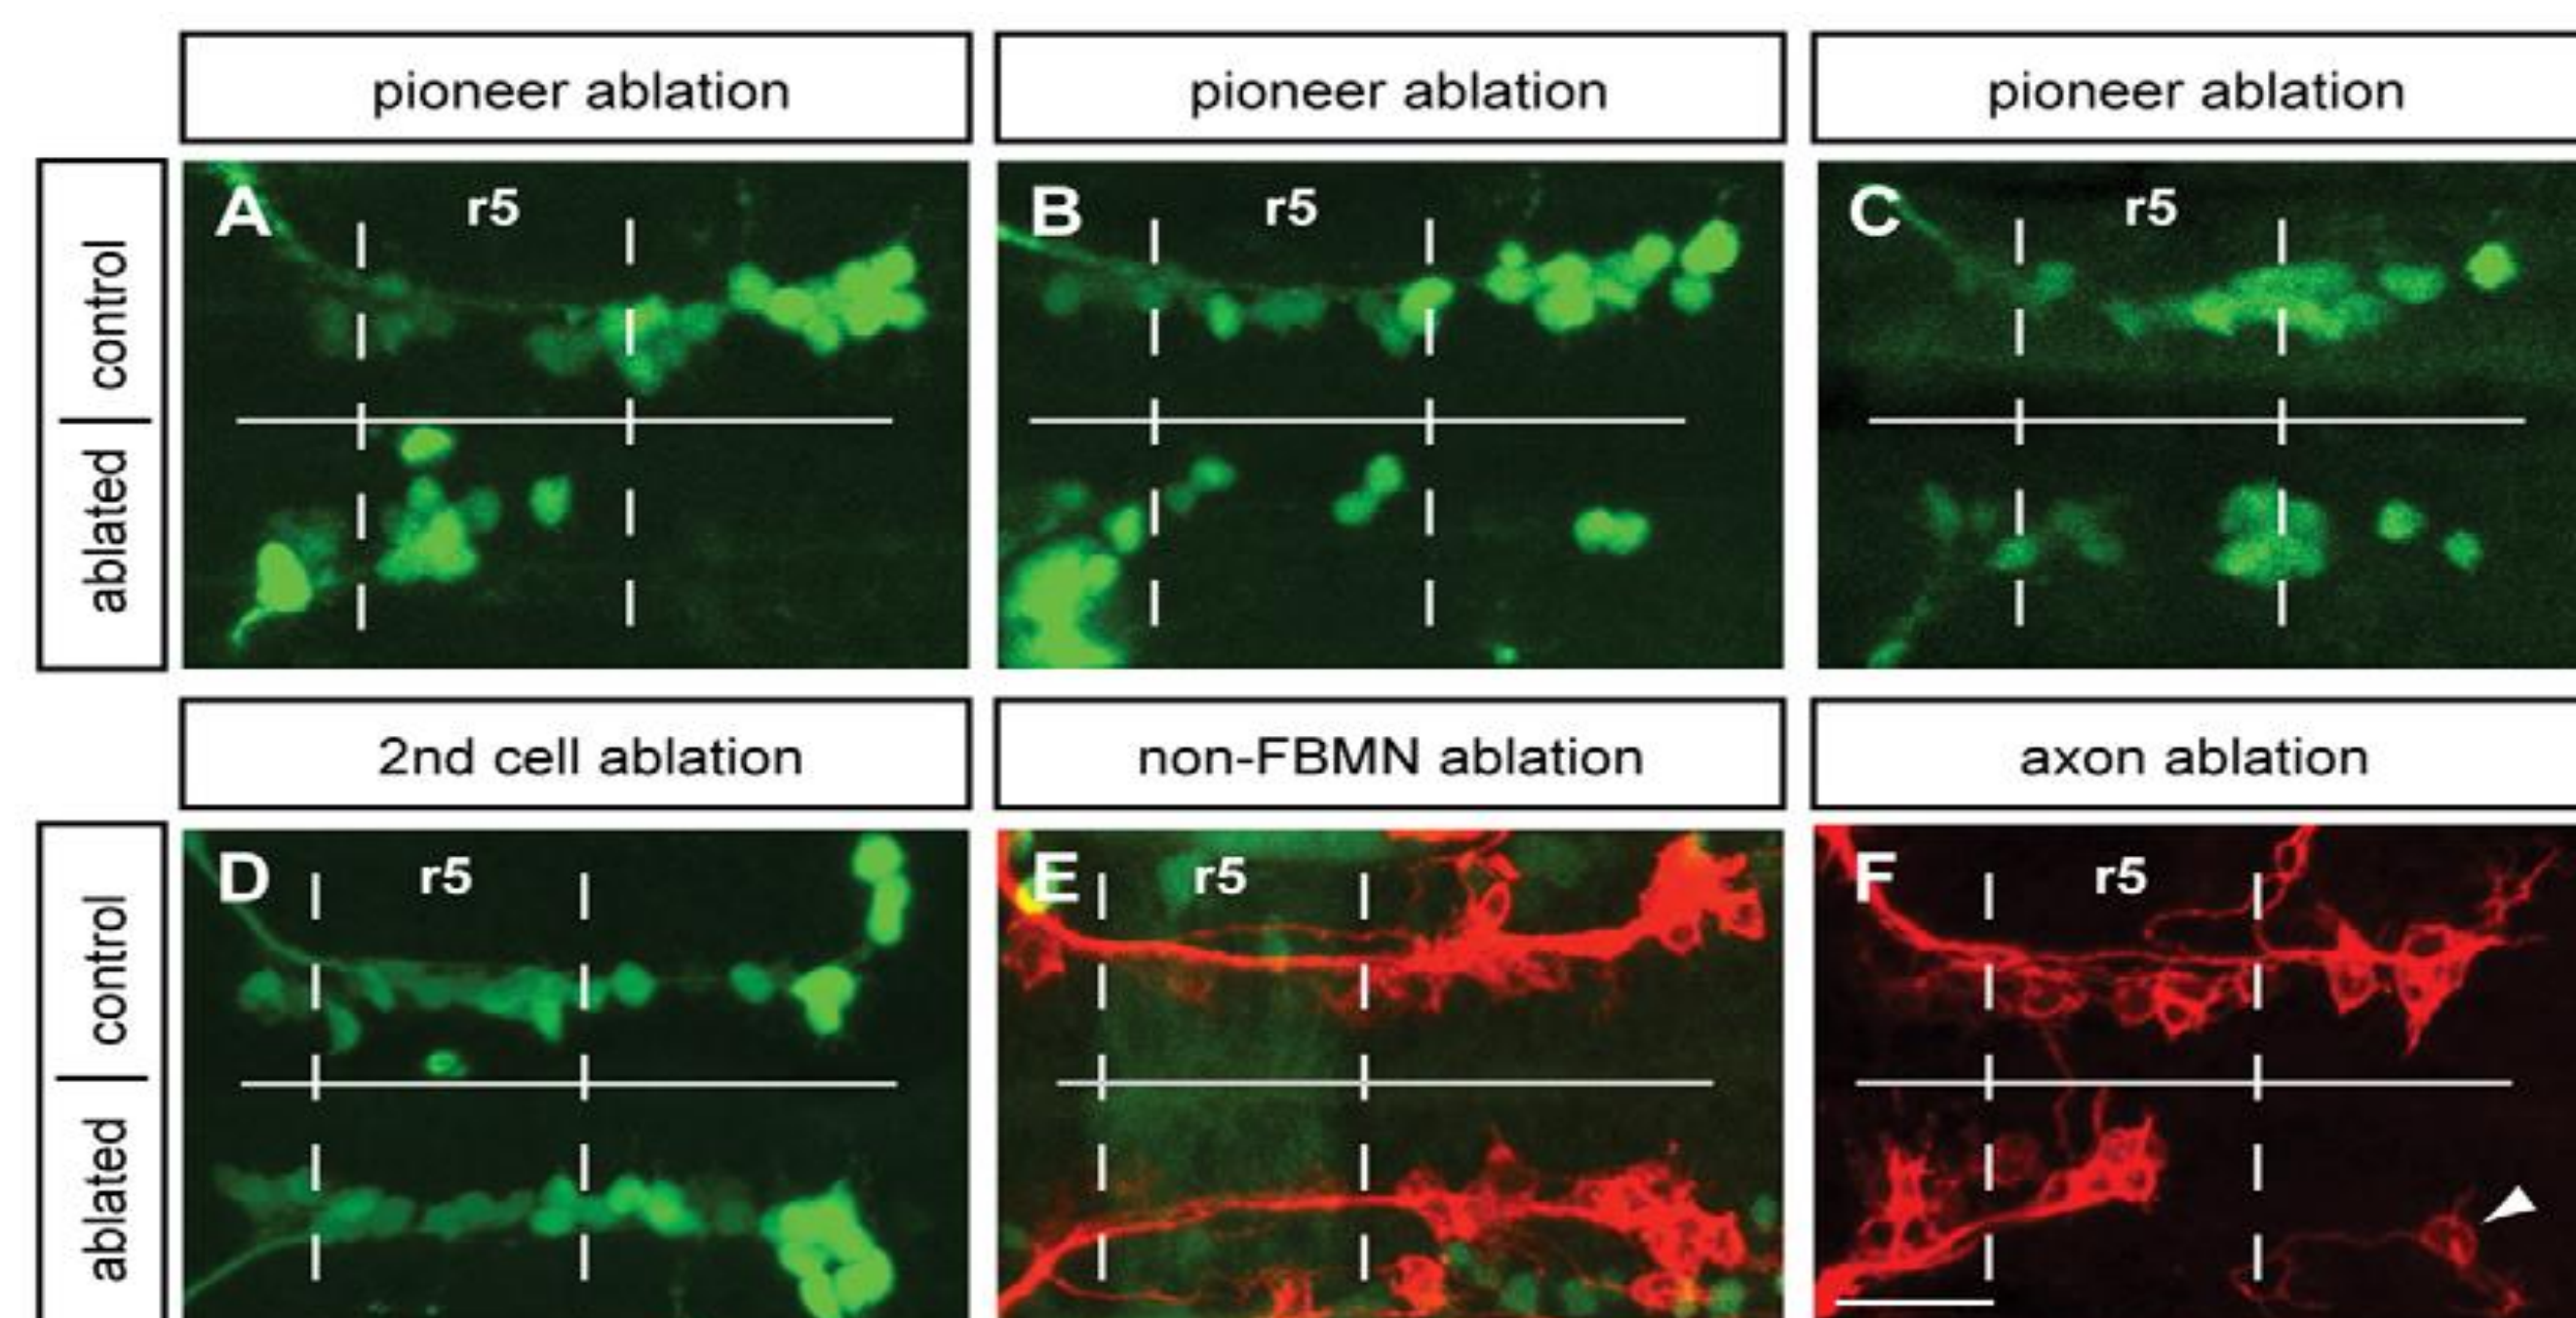 pioneer ablation
pioneer ablation
pioneer ablation
control
ablated
A
r5
B
r5
C
r5
2nd cell ablation
non-FBMN ablation
axon ablation
control
ablated
D
r5
E
r5
F
r5